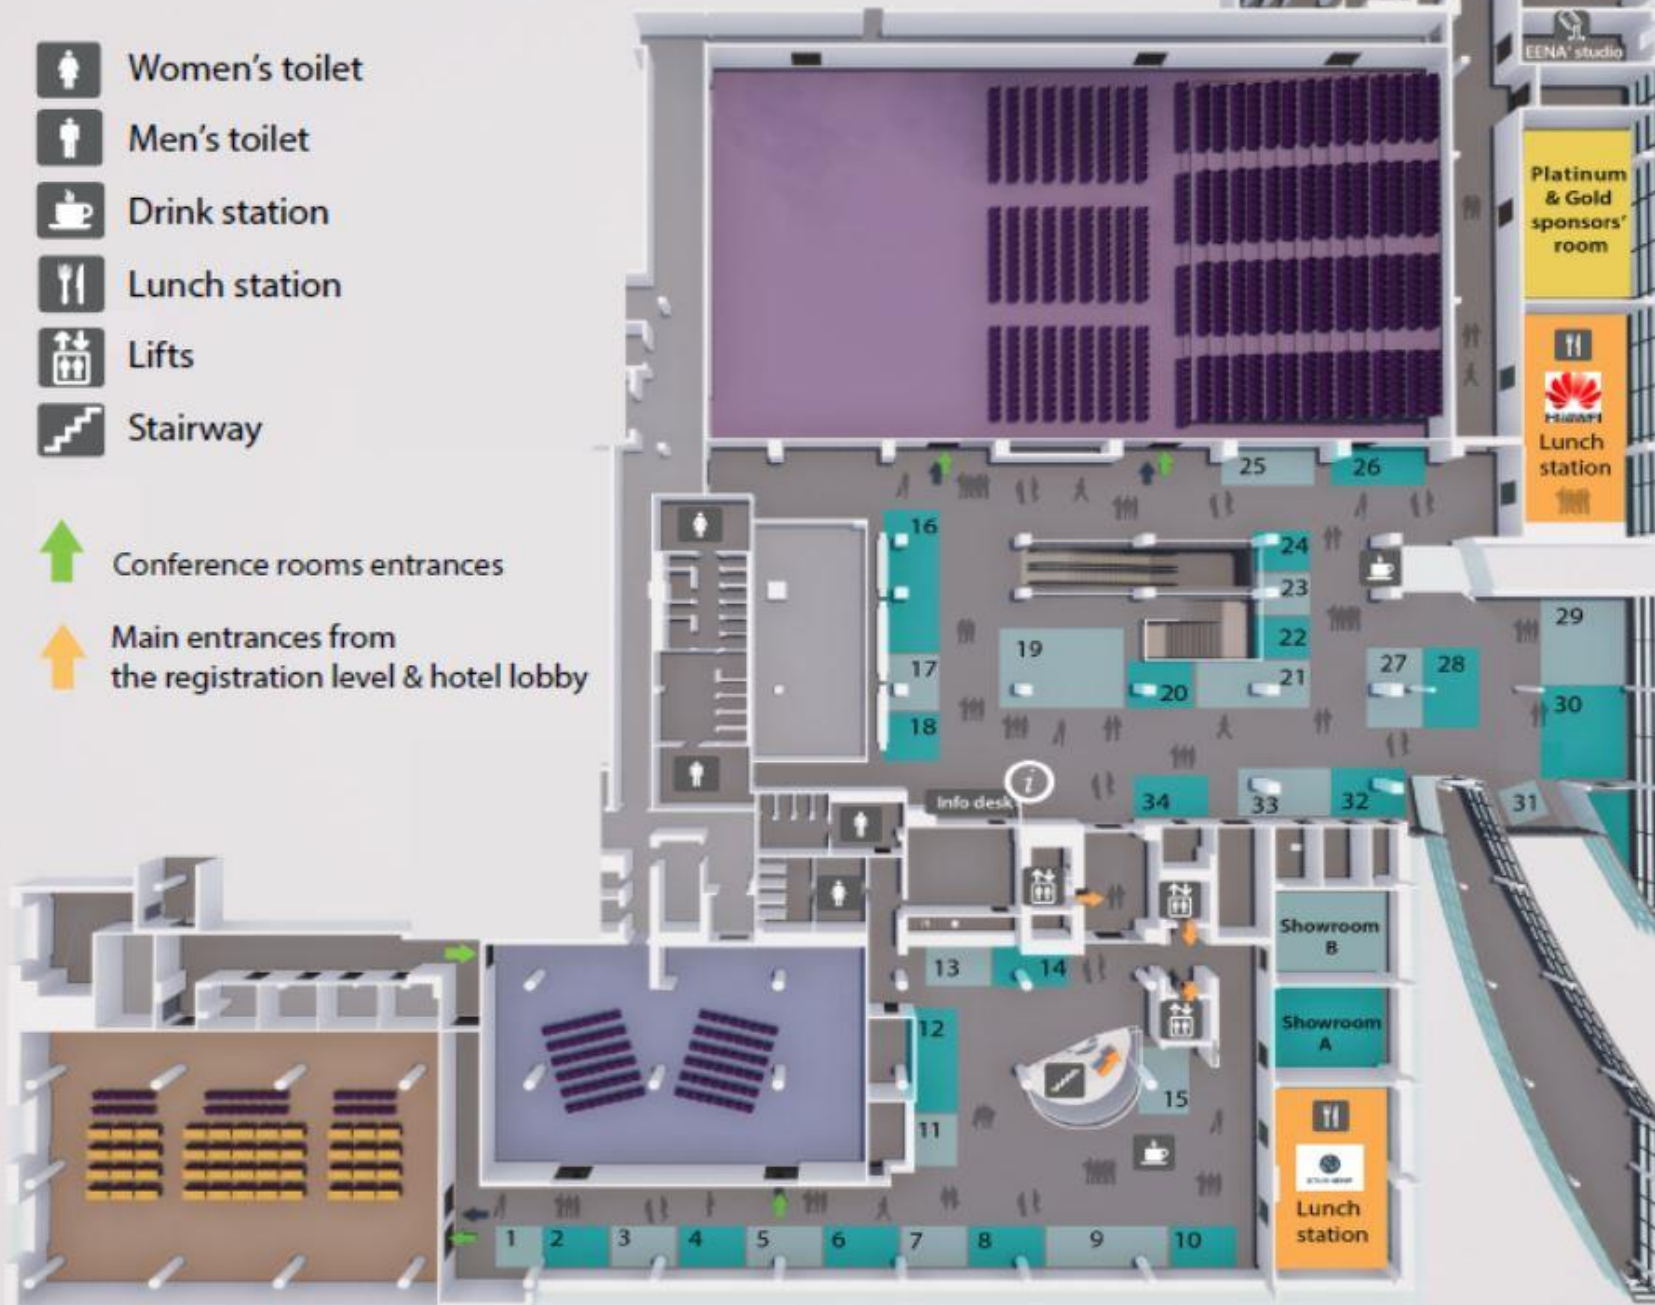 Women's toilet
Men's toilet
Drink station
Lunch station
Lifts
Stairway
Conference rooms entrances
Main entrances from
the registration level & hotel lobby
EENA' studio
Platinum
& Gold
sponsors'
room
HUAWEI
Lunch
station
25
26
16
24
23
22
19
17
20
21
18
27
28
29
30
Info desk
i
34
33
32
31
Showroom
B
13
14
Showroom
A
12
15
11
Lunch
station
1
2
3
4
5
6
7
8
9
10